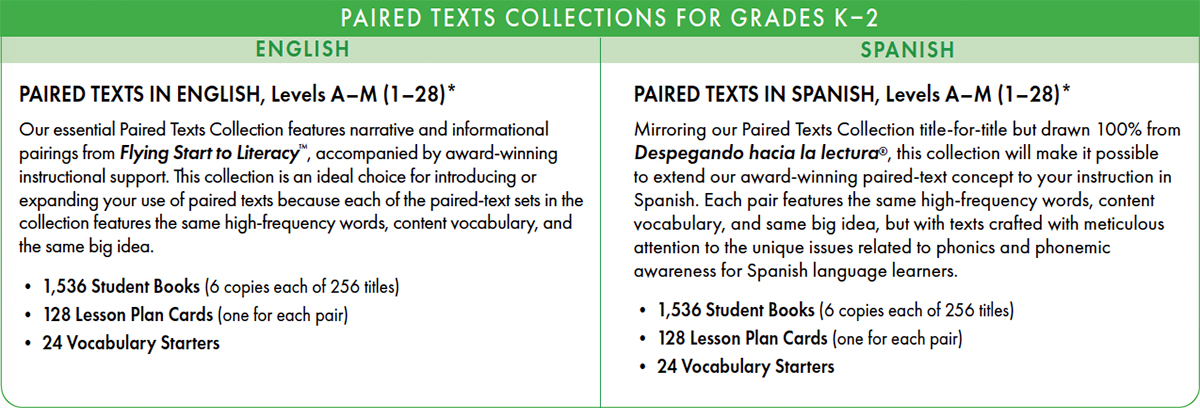 PAIRED TEXTS COLLECTIONS FOR GRADES K–2
ENGLISH
PAIRED TEXTS IN ENGLISH, Levels A–M (1–28)*
Our essential Paired Texts Collection features narrative and informational
pairings from Flying Start to Literacy™, accompanied by award-winning
instructional support. This collection is an ideal choice for introducing or
expanding your use of paired texts because each of the paired-text sets in the
collection features the same high-frequency words, content vocabulary, and
the same big idea.
• 1,536 Student Books (6 copies each of 256 titles)
• 128 Lesson Plan Cards (one for each pair)
• 24 Vocabulary Starters
SPANISH
PAIRED TEXTS IN SPANISH, Levels A–M (1–28)*
Mirroring our Paired Texts Collection title-for-title but drawn 100% from
Despegando hacia la lectura®, this collection will make it possible
to extend our award-winning paired-text concept to your instruction in
Spanish. Each pair features the same high-frequency words, content
vocabulary, and same big idea, but with texts crafted with meticulous
attention to the unique issues related to phonics and phonemic
awareness for Spanish language learners.
• 1,536 Student Books (6 copies each of 256 titles)
• 128 Lesson Plan Cards (one for each pair)
• 24 Vocabulary Starters